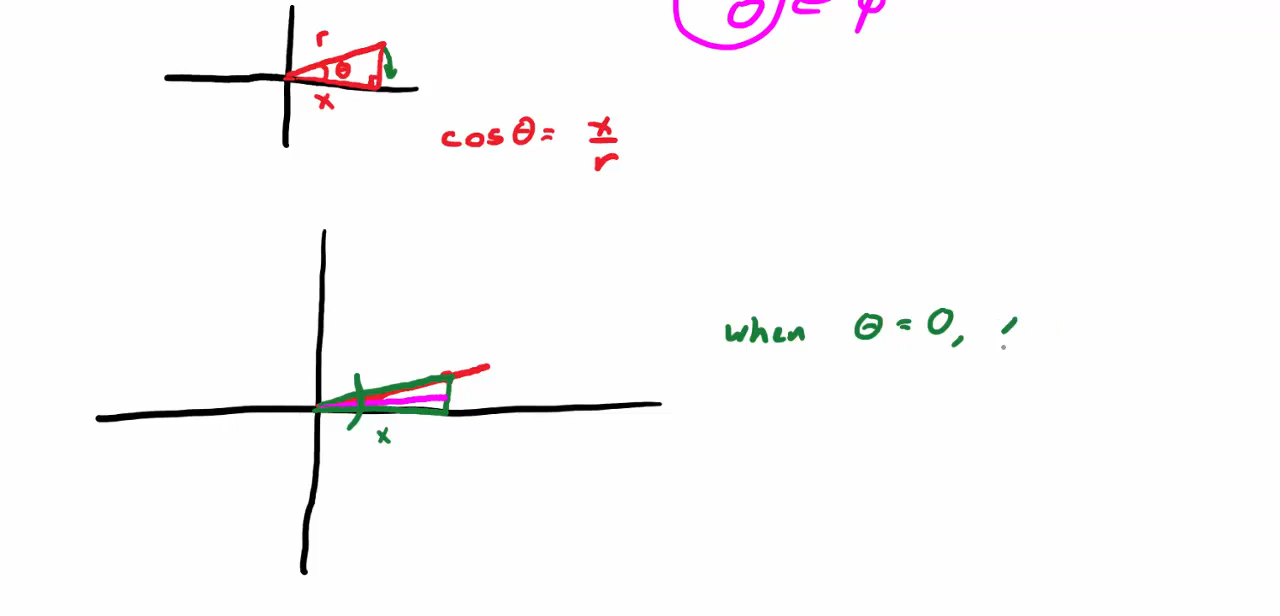 r
θ
x
cos θ = x/r
when θ = 0,
x